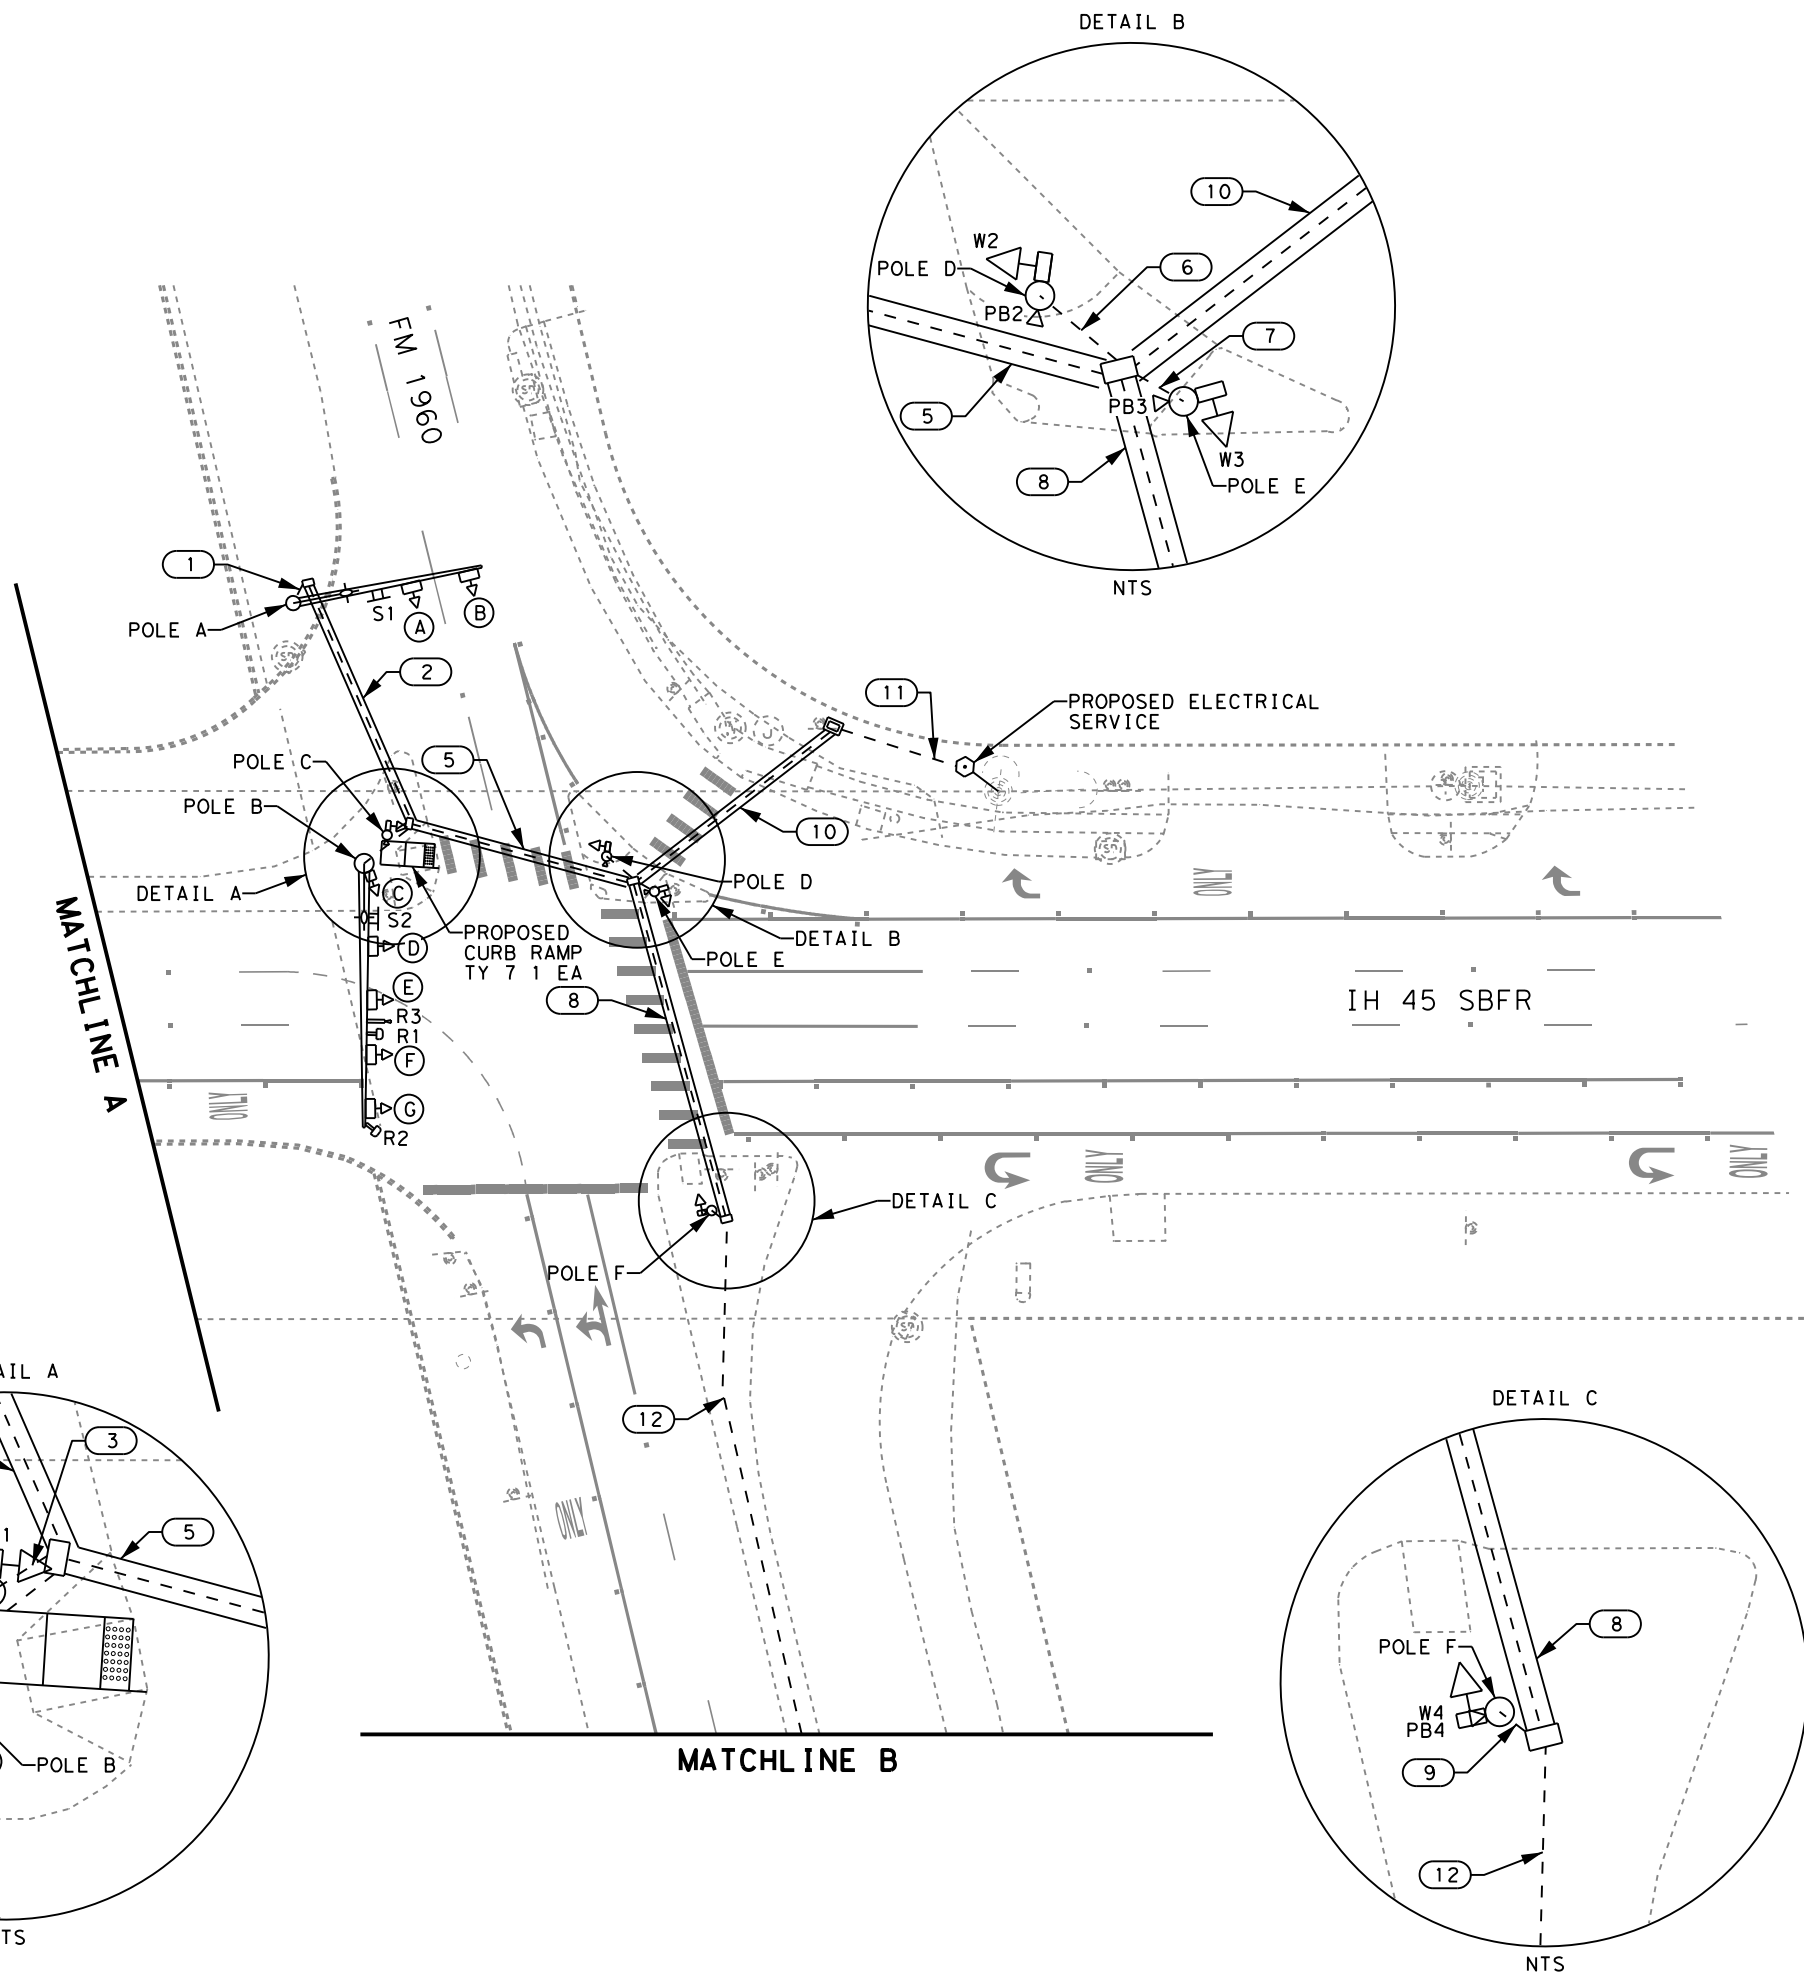 DETAIL B
10
W2
POLE D
6
PB2
7
5
PB3
W3
8
POLE E
NTS
FM 1960
1
S1
A
B
POLE A
2
11
PROPOSED ELECTRICAL
SERVICE
POLE C
5
POLE B
10
DETAIL A
C
POLE D
S2
PROPOSED
CURB RAMP
TY 7 1 EA
D
DETAIL B
POLE E
E
8
R3
R1
F
G
R2
IH 45 SBFR
ONLY
ONLY
ONLY
ONLY
MATCHLINE A
DETAIL C
POLE F
12
ONLY
MATCHLINE B
AIL A
3
1
5
POLE B
TS
DETAIL C
8
POLE F
W4
PB4
9
12
NTS